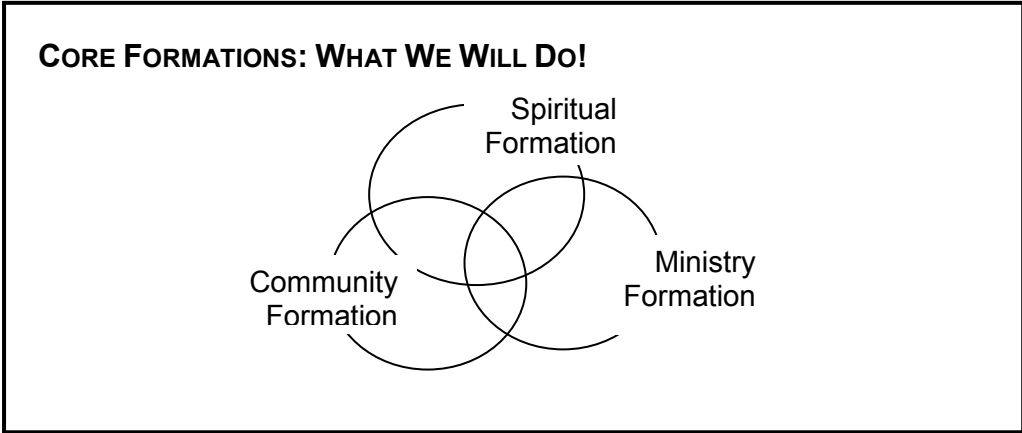 CORE FORMATIONS: WHAT WE WILL DO!
Spiritual
Formation
Community
Formation
Ministry
Formation